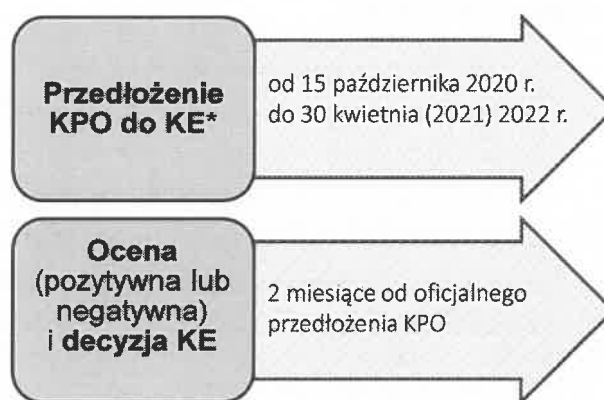 Przedłożenie
KPO do KE*
od 15 października 2020 r.
do 30 kwietnia (2021) 2022 r.
Ocena
(pozytywna lub
negatywna)
i decyzja KE
2 miesiące od oficjalnego
przedłożenia KPO